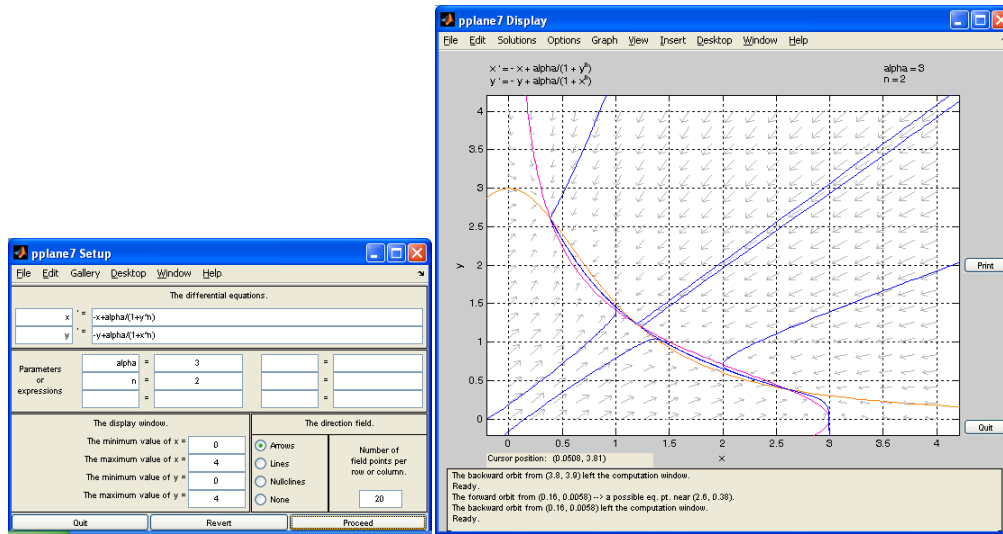 pplane7 Setup
File Edit Gallery Desktop Window Help
The differential equations.
x ' = -x+alpha/(1+y^n)
y ' = -y+alpha/(1+x^n)
Parameters or expressions
alpha = 3 =
n = 2 =
= =
The display window.
The minimum value of x = 0
The maximum value of x = 4
The minimum value of y = 0
The maximum value of y = 4
The direction field.
Arrows
Lines
Nullclines
None
Number of
field points per
row or column.
20
Quit Revert Proceed
pplane7 Display
File Edit Solutions Options Graph View Insert Desktop Window Help
x ' = - x + alpha/(1 + yⁿ)
y ' = - y + alpha/(1 + xⁿ)
alpha = 3
n = 2
4
3.5
3
2.5
2
1.5
1
0.5
0
y
0 0.5 1 1.5 2 2.5 3 3.5 4
x
Print
Quit
Cursor position: (0.0508, 3.81)
The backward orbit from (3.8, 3.9) left the computation window.
Ready.
The forward orbit from (0.16, 0.0058) --> a possible eq. pt. near (2.6, 0.38).
The backward orbit from (0.16, 0.0058) left the computation window.
Ready.